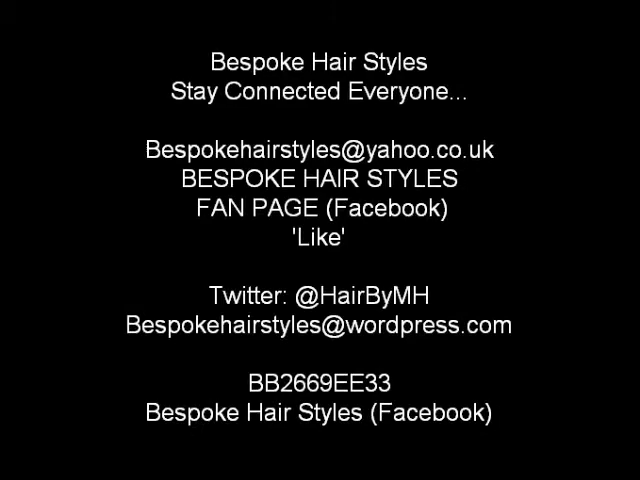 Bespoke Hair Styles
Stay Connected Everyone...
Bespokehairstyles@yahoo.co.uk
BESPOKE HAIR STYLES
FAN PAGE (Facebook)
'Like'
Twitter: @HairByMH
Bespokehairstyles@wordpress.com
BB2669EE33
Bespoke Hair Styles (Facebook)